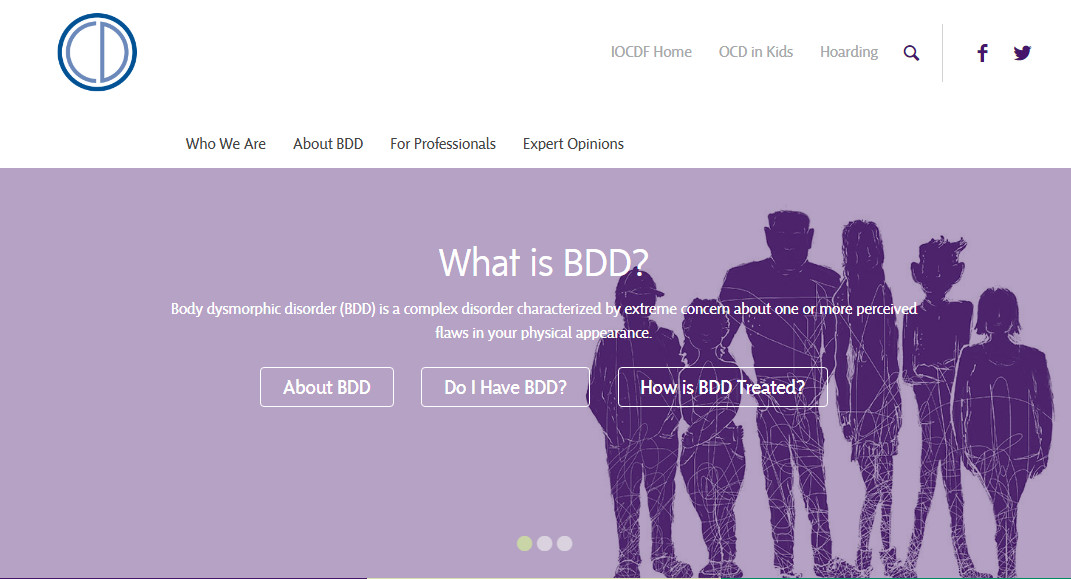 IOCDF Home OCD in Kids Hoarding
Who We Are About BDD For Professionals Expert Opinions
What is BDD?
Body dysmorphic disorder (BDD) is a complex disorder characterized by extreme concern about one or more perceived
flaws in your physical appearance.
About BDD Do I Have BDD? How is BDD Treated?